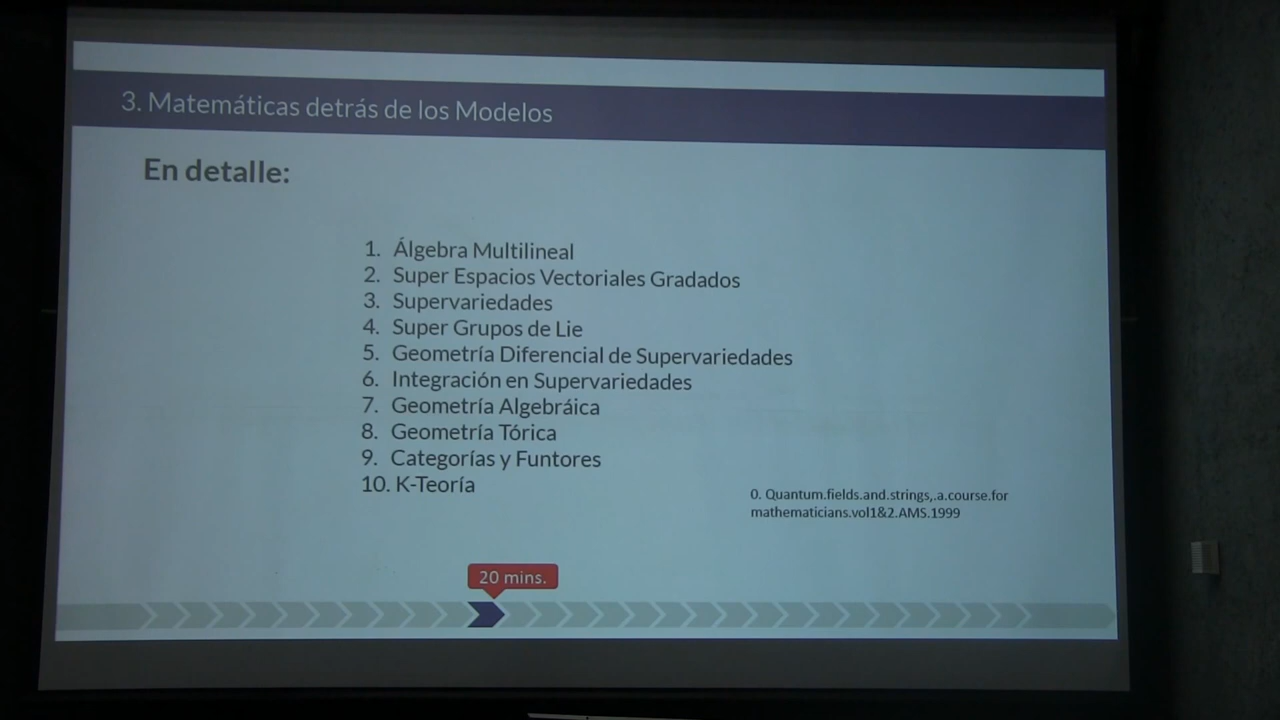 3. Matemáticas detrás de los Modelos
En detalle:
1. Álgebra Multilineal
2. Super Espacios Vectoriales Gradados
3. Supervariedades
4. Super Grupos de Lie
5. Geometría Diferencial de Supervariedades
6. Integración en Supervariedades
7. Geometría Algebráica
8. Geometría Tórica
9. Categorías y Funtores
10. K-Teoría
0. Quantum.fields.and.strings,.a.course.for
mathematicians.vol1&2.AMS.1999
20 mins.